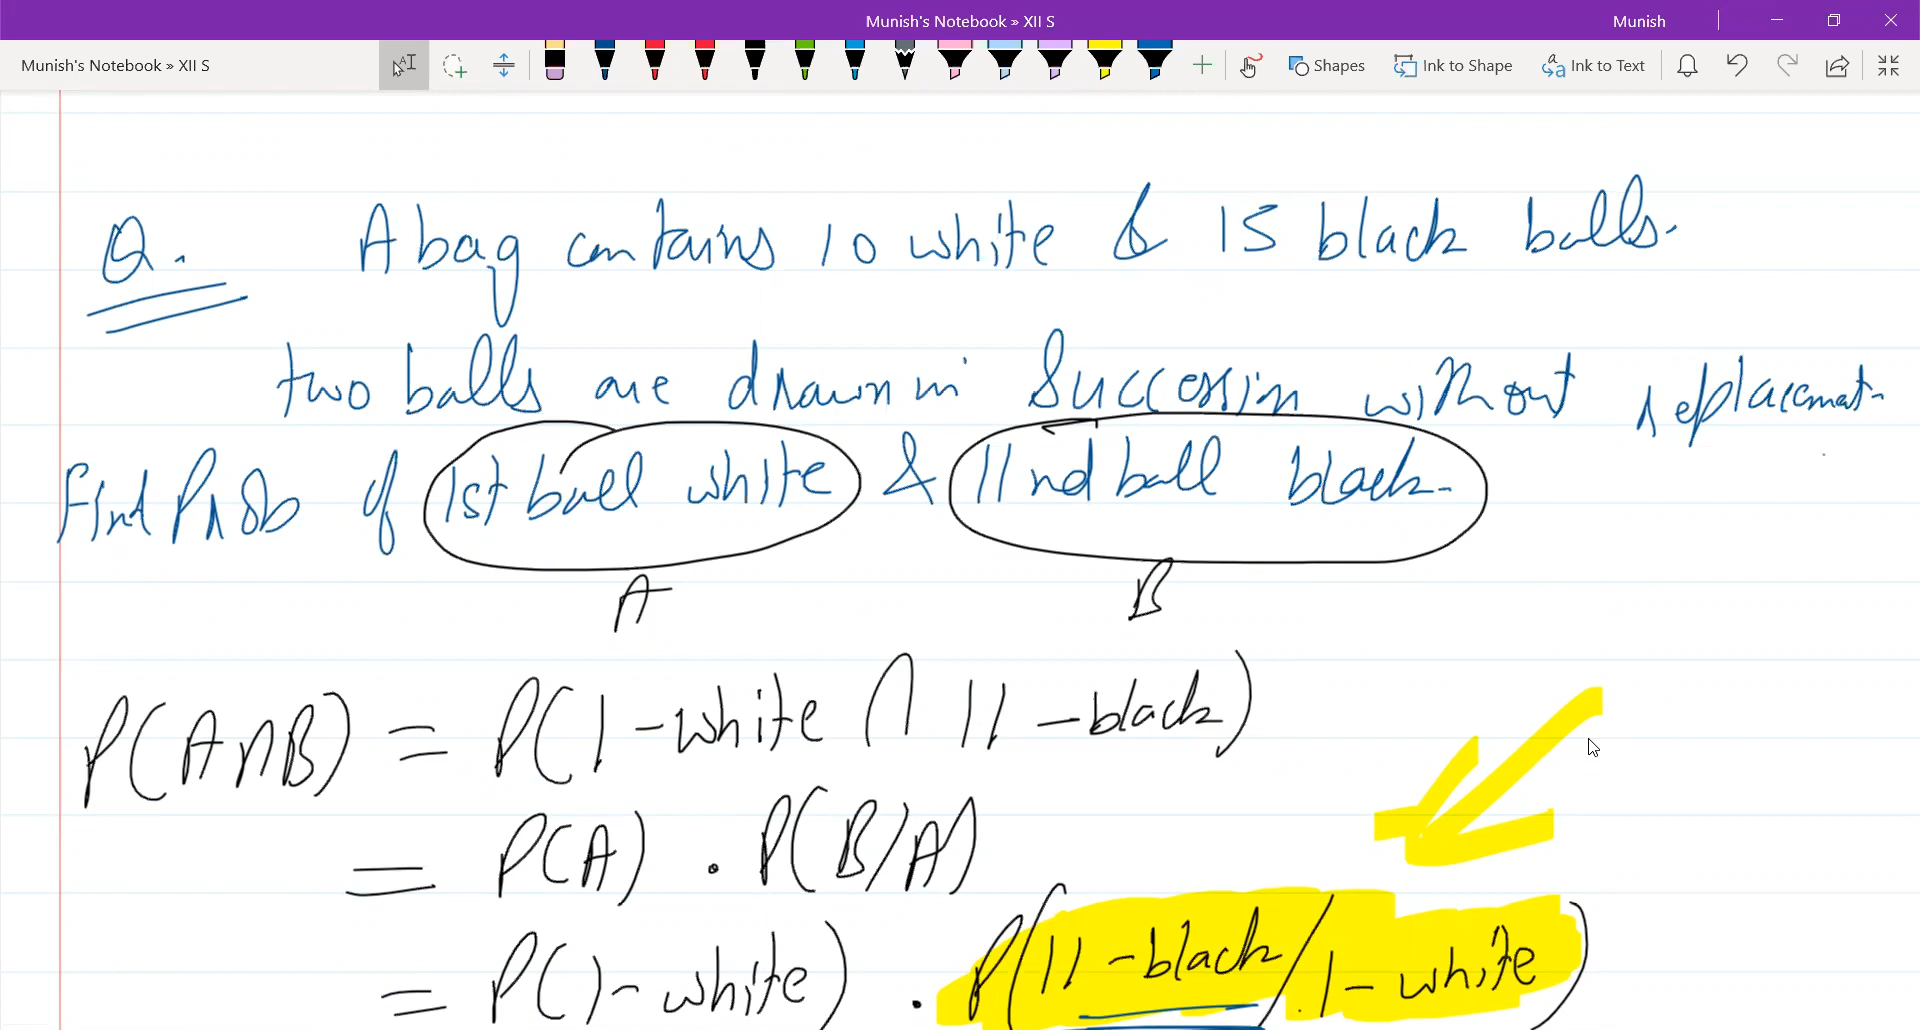 Munish's Notebook » XII S
Munish
Munish's Notebook » XII S
Shapes Ink to Shape Ink to Text
Q. A bag contains 10 white & 15 black balls.
two balls are drawn in Succession without replacement.
Find Prob of 1st ball white & IInd ball black.
A B
P(A∩B) = P(I-white ∩ II-black)
= P(A) . P(B/A)
= P(I-white) . P(II-black/I-white)